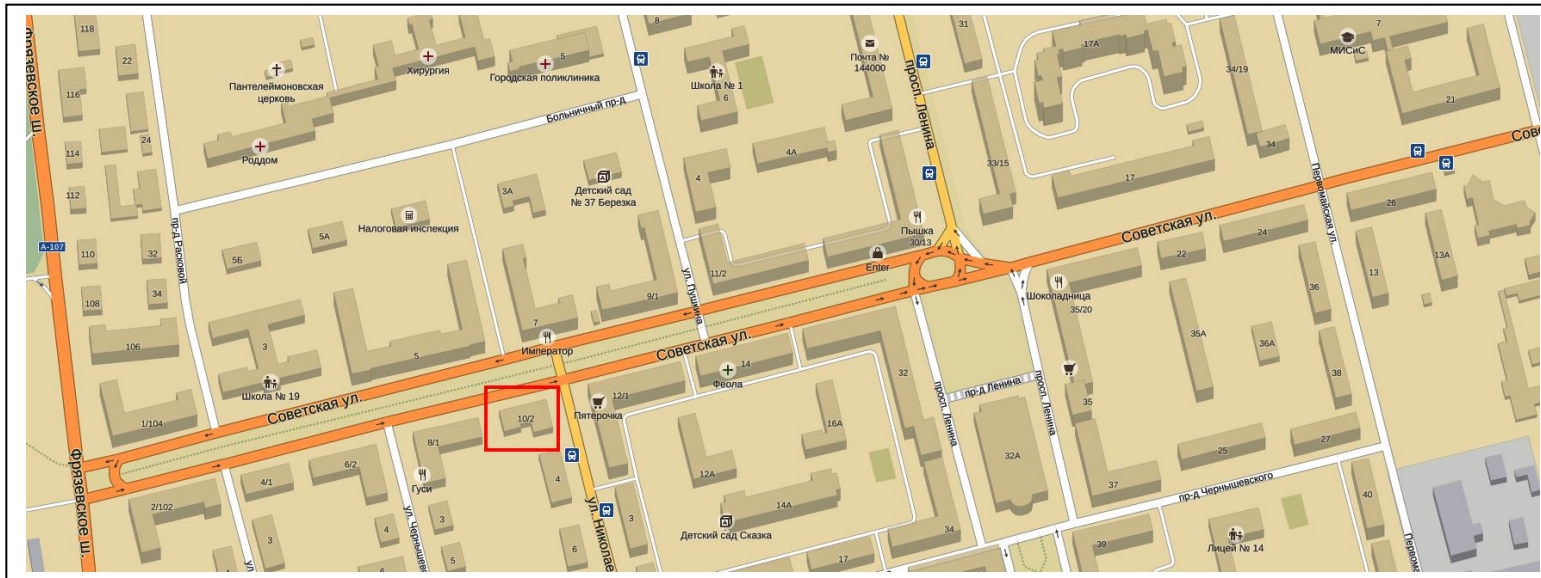 118
22
116
114
24
112
110
32
108
34
106
1/104
А-107
Фрязевское ш.
Фрязевское ш.
пр-д Расковой
Пантелеймоновская
церковь
Хирургия
5
Городская поликлиника
Роддом
Больничный пр-д
8
Школа № 1
6
Почта №
144000
31
просп. Ленина
17А
34/19
7
МИСиС
21
34
33/15
17
4А
4
3А
Детский сад
№ 37 Березка
Налоговая инспекция
5А
5Б
Пышка
30/13
Enter
11/2
9/1
ул. Пушкина
7
Император
5
3
Школа № 19
Советская ул.
Советская ул.
Советская ул.
Сове
Первомайская ул.
26
24
22
13
13А
36
Шоколадница
35/20
35А
36А
38
35
пр-д Ленина
просп. Ленина
просп. Ленина
32
32А
14
Феола
12/1
Пятерочка
10/2
8/1
Гуси
6/2
4/1
2/102
3
4
3
5
6
4
6
3
ул. Николае
ул. Чернышевс
ул.
12А
16А
14А
Детский сад Сказка
17
34
37
25
27
пр-д Чернышевского
39
Лицей № 14
40
Первома